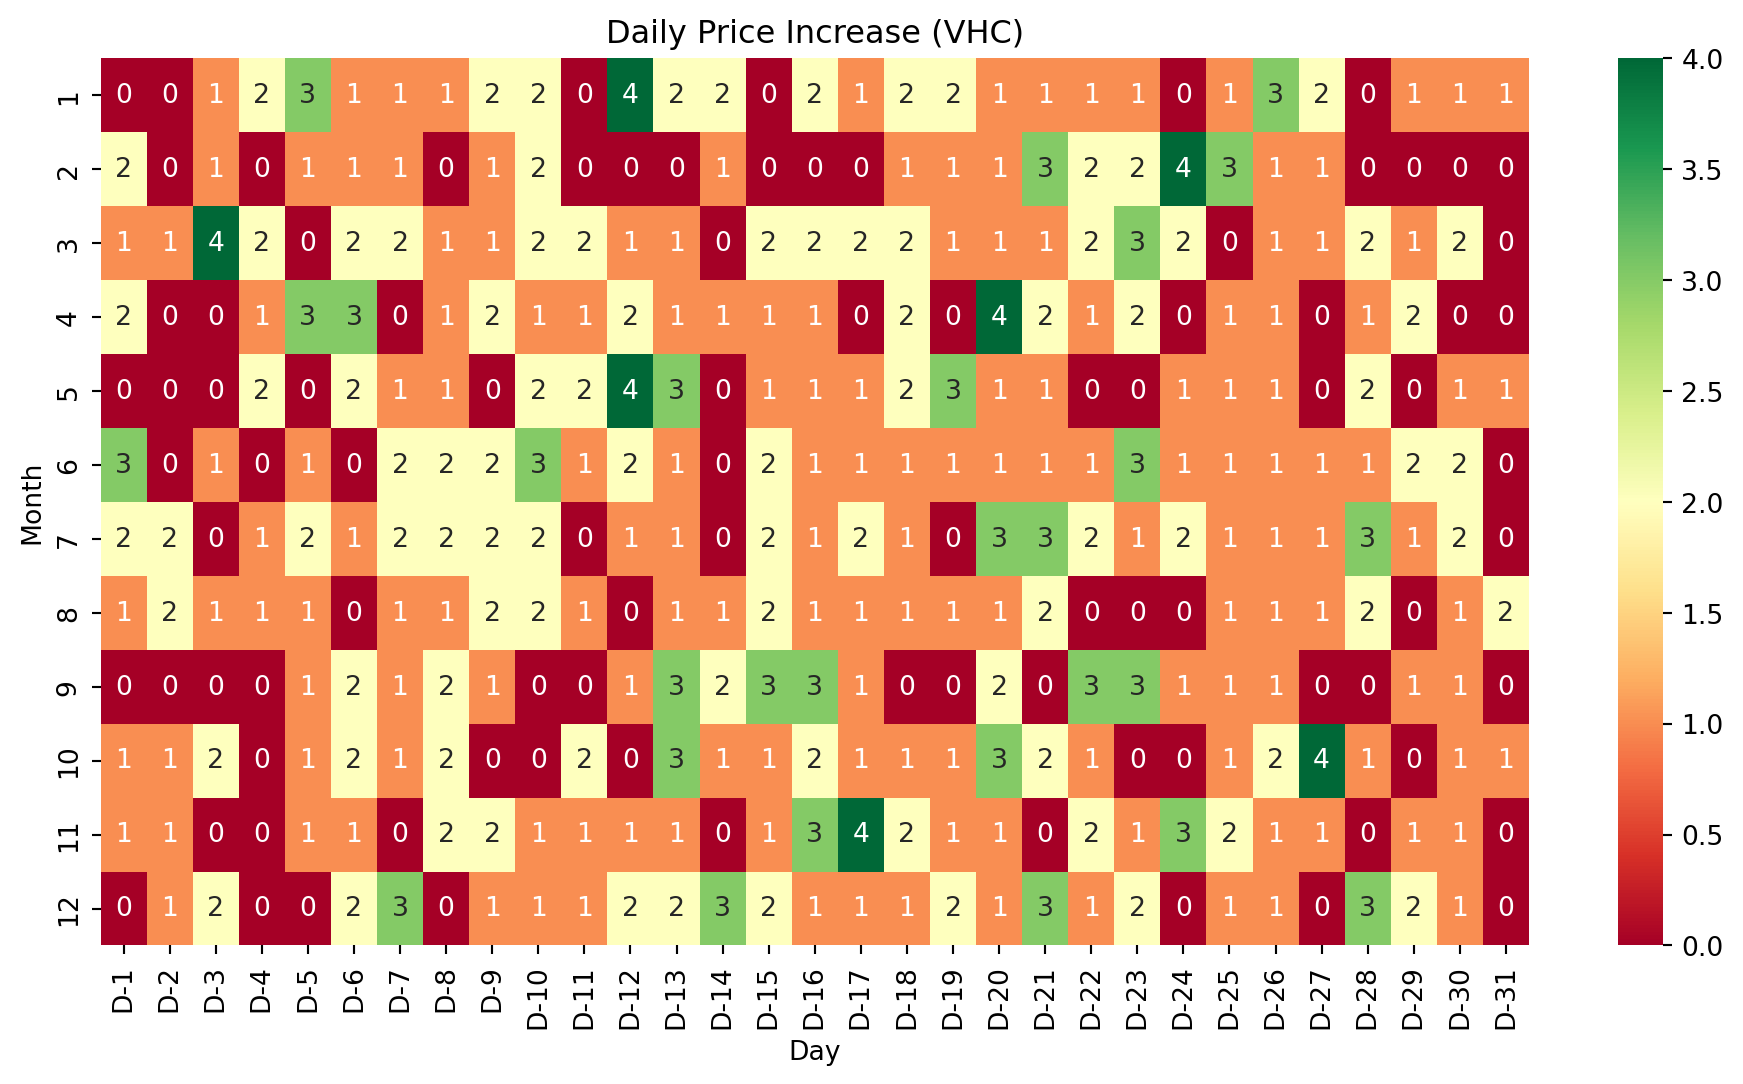 Daily Price Increase (VHC)
1 0 0 1 2 3 1 1 1 2 2 0 4 2 2 0 2 1 2 2 1 1 1 1 0 1 3 2 0 1 1 1
2 2 0 1 0 1 1 1 0 1 2 0 0 0 1 0 0 0 1 1 1 3 2 2 4 3 1 1 0 0 0 0
3 1 1 4 2 0 2 2 1 1 2 2 1 1 0 2 2 2 2 1 1 1 2 3 2 0 1 1 2 1 2 0
4 2 0 0 1 3 3 0 1 2 1 1 2 1 1 1 1 0 2 0 4 2 1 2 0 1 1 0 1 2 0 0
5 0 0 0 2 0 2 1 1 0 2 2 4 3 0 1 1 1 2 3 1 1 0 0 1 1 1 0 2 0 1 1
6 3 0 1 0 1 0 2 2 2 3 1 2 1 0 2 1 1 1 1 1 1 1 3 1 1 1 1 1 2 2 0
7 2 2 0 1 2 1 2 2 2 2 0 1 1 0 2 1 2 1 0 3 3 2 1 2 1 1 1 3 1 2 0
8 1 2 1 1 1 0 1 1 2 2 1 0 1 1 2 1 1 1 1 1 2 0 0 0 1 1 1 2 0 1 2
9 0 0 0 0 1 2 1 2 1 0 0 1 3 2 3 3 1 0 0 2 0 3 3 1 1 1 0 0 1 1 0
10 1 1 2 0 1 2 1 2 0 0 2 0 3 1 1 2 1 1 1 3 2 1 0 0 1 2 4 1 0 1 1
11 1 1 0 0 1 1 0 2 2 1 1 1 1 0 1 3 4 2 1 1 0 2 1 3 2 1 1 0 1 1 0
12 0 1 2 0 0 2 3 0 1 1 1 2 2 3 2 1 1 1 2 1 3 1 2 0 1 1 0 3 2 1 0
Month
D-1 D-2 D-3 D-4 D-5 D-6 D-7 D-8 D-9 D-10 D-11 D-12 D-13 D-14 D-15 D-16 D-17 D-18 D-19 D-20 D-21 D-22 D-23 D-24 D-25 D-26 D-27 D-28 D-29 D-30 D-31
Day
4.0
3.5
3.0
2.5
2.0
1.5
1.0
0.5
0.0